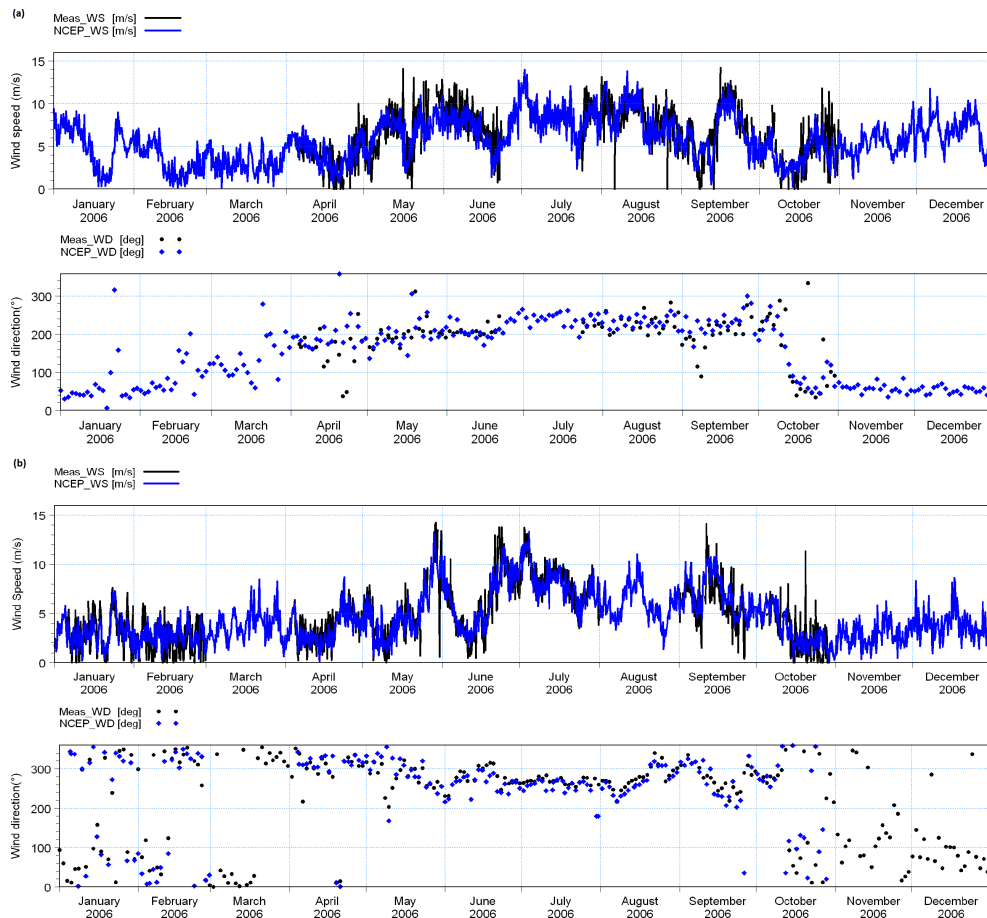 (a)
Meas_WS [m/s]
NCEP_WS [m/s]
Wind speed (m/s)
15
10
5
0
January February March April May June July August September October November December
2006 2006 2006 2006 2006 2006 2006 2006 2006 2006 2006 2006
Meas_WD [deg]
NCEP_WD [deg]
Wind direction(°)
300
200
100
0
January February March April May June July August September October November December
2006 2006 2006 2006 2006 2006 2006 2006 2006 2006 2006 2006
(b)
Meas_WS [m/s]
NCEP_WS [m/s]
Wind Speed (m/s)
15
10
5
0
January February March April May June July August September October November December
2006 2006 2006 2006 2006 2006 2006 2006 2006 2006 2006 2006
Meas_WD [deg]
NCEP_WD [deg]
Wind direction(°)
300
200
100
0
January February March April May June July August September October November December
2006 2006 2006 2006 2006 2006 2006 2006 2006 2006 2006 2006